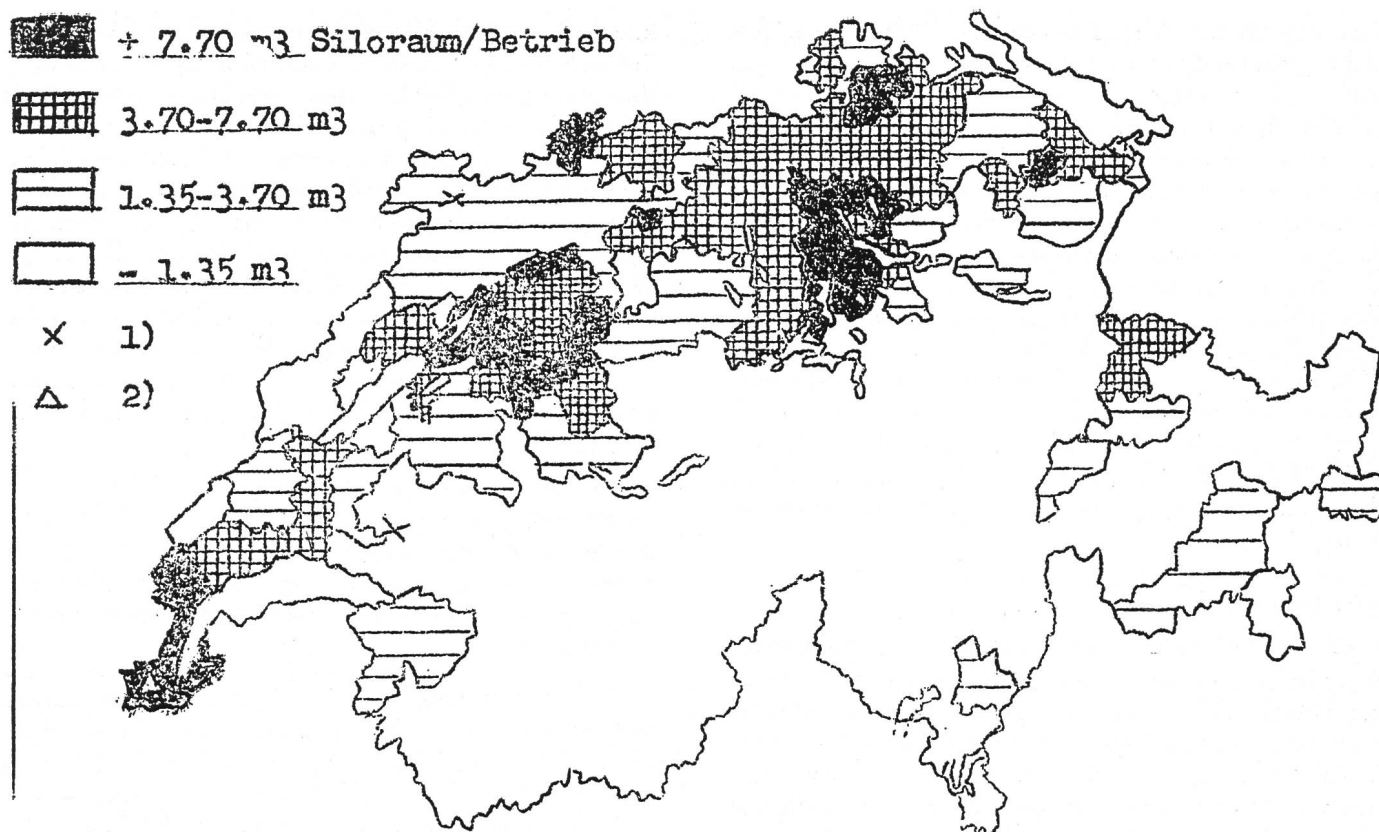 + 7.70 m3 Siloraum/Betrieb
3.70-7.70 m3
1.35-3.70 m3
- 1.35 m3
× 1)
△ 2)